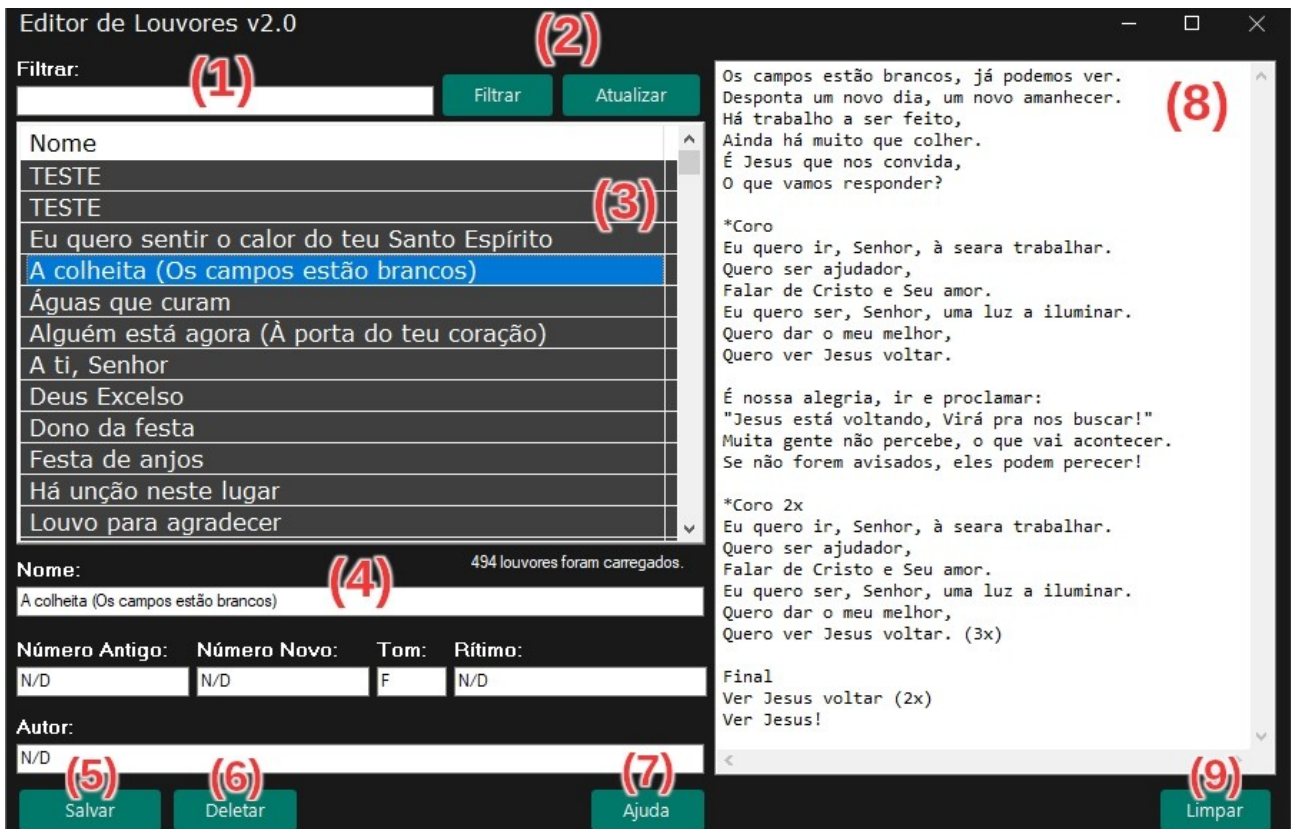 Editor de Louvores v2.0
(2)
Filtrar:
(1)
Filtrar
Atualizar
Nome
TESTE
TESTE
(3)
Eu quero sentir o calor do teu Santo Espírito
A colheita (Os campos estão brancos)
Águas que curam
Alguém está agora (À porta do teu coração)
A ti, Senhor
Deus Excelso
Dono da festa
Festa de anjos
Há unção neste lugar
Louvo para agradecer
494 louvores foram carregados.
Nome:
(4)
A colheita (Os campos estão brancos)
Número Antigo: Número Novo: Tom: Rítimo:
N/D N/D F N/D
Autor:
N/D
(5)
(6)
(7)
Salvar
Deletar
Ajuda
(8)
Os campos estão brancos, já podemos ver.
Desponta um novo dia, um novo amanhecer.
Há trabalho a ser feito,
Ainda há muito que colher.
É Jesus que nos convida,
O que vamos responder?
*Coro
Eu quero ir, Senhor, à seara trabalhar.
Quero ser ajudador,
Falar de Cristo e Seu amor.
Eu quero ser, Senhor, uma luz a iluminar.
Quero dar o meu melhor,
Quero ver Jesus voltar.
É nossa alegria, ir e proclamar:
"Jesus está voltando, Virá pra nos buscar!"
Muita gente não percebe, o que vai acontecer.
Se não forem avisados, eles podem perecer!
*Coro 2x
Eu quero ir, Senhor, à seara trabalhar.
Quero ser ajudador,
Falar de Cristo e Seu amor.
Eu quero ser, Senhor, uma luz a iluminar.
Quero dar o meu melhor,
Quero ver Jesus voltar. (3x)
Final
Ver Jesus voltar (2x)
Ver Jesus!
(9)
Limpar